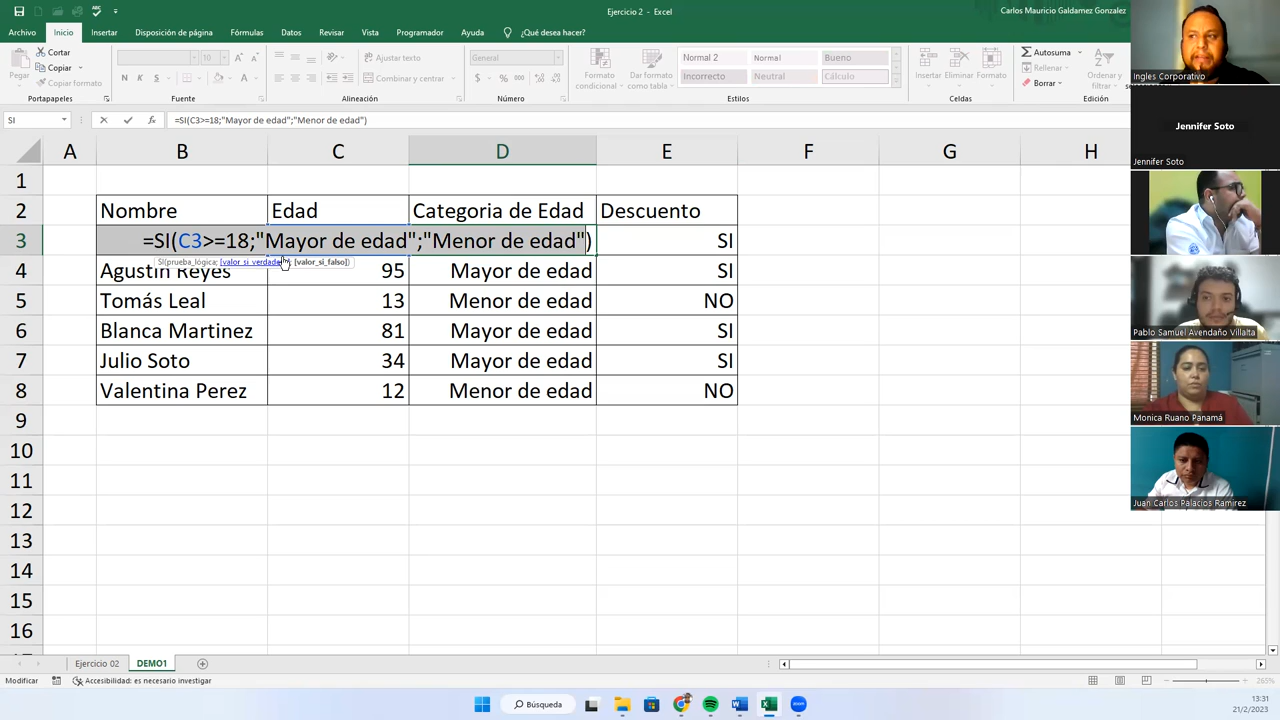 Ejercicio 2 - Excel
Carlos Mauricio Galdamez Gonzalez
Archivo Inicio Insertar Disposición de página Fórmulas Datos Revisar Vista Programador Ayuda ¿Qué desea hacer?
Pegar
Cortar
Copiar
Copiar formato
Portapapeles
10
N K S
Fuente
Ajustar texto
Combinar y centrar
Alineación
Número
Formato condicional
Dar formato como tabla
Normal 2 Normal Bueno
Incorrecto Neutral Cálculo
Estilos
Insertar Eliminar Formato
Celdas
Autosuma
Rellenar
Borrar
Ordenar y filtrar
Edición
SI
fx
=SI(C3>=18;"Mayor de edad";"Menor de edad")
A B C D E F G H
1
2 Nombre Edad Categoria de Edad Descuento
3 =SI(C3>=18;"Mayor de edad";"Menor de edad") SI
SI(prueba_lógica; [valor_si_verdade [valor_si_falso])
4 Agustín Reyes 95 Mayor de edad SI
5 Tomás Leal 13 Menor de edad NO
6 Blanca Martinez 81 Mayor de edad SI
7 Julio Soto 34 Mayor de edad SI
8 Valentina Perez 12 Menor de edad NO
9
10
11
12
13
14
15
16
Ejercicio 02 DEMO1
Modificar Accesibilidad: es necesario investigar
265%
Búsqueda
13:31
21/2/2023
Ingles Corporativo
Jennifer Soto
Jennifer Soto
Pablo Samuel Avendaño Villalta
Monica Ruano Panamá
Juan Carlos Palacios Ramirez